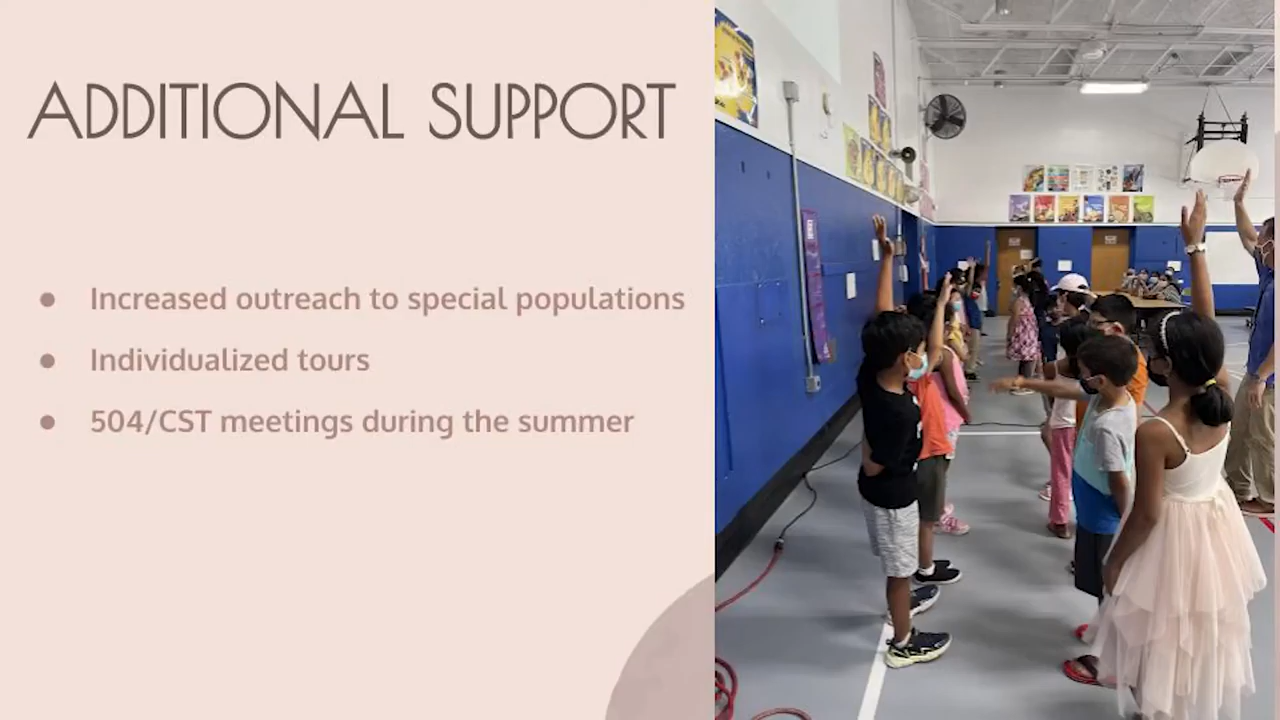 ADDITIONAL SUPPORT
● Increased outreach to special populations
● Individualized tours
● 504/CST meetings during the summer